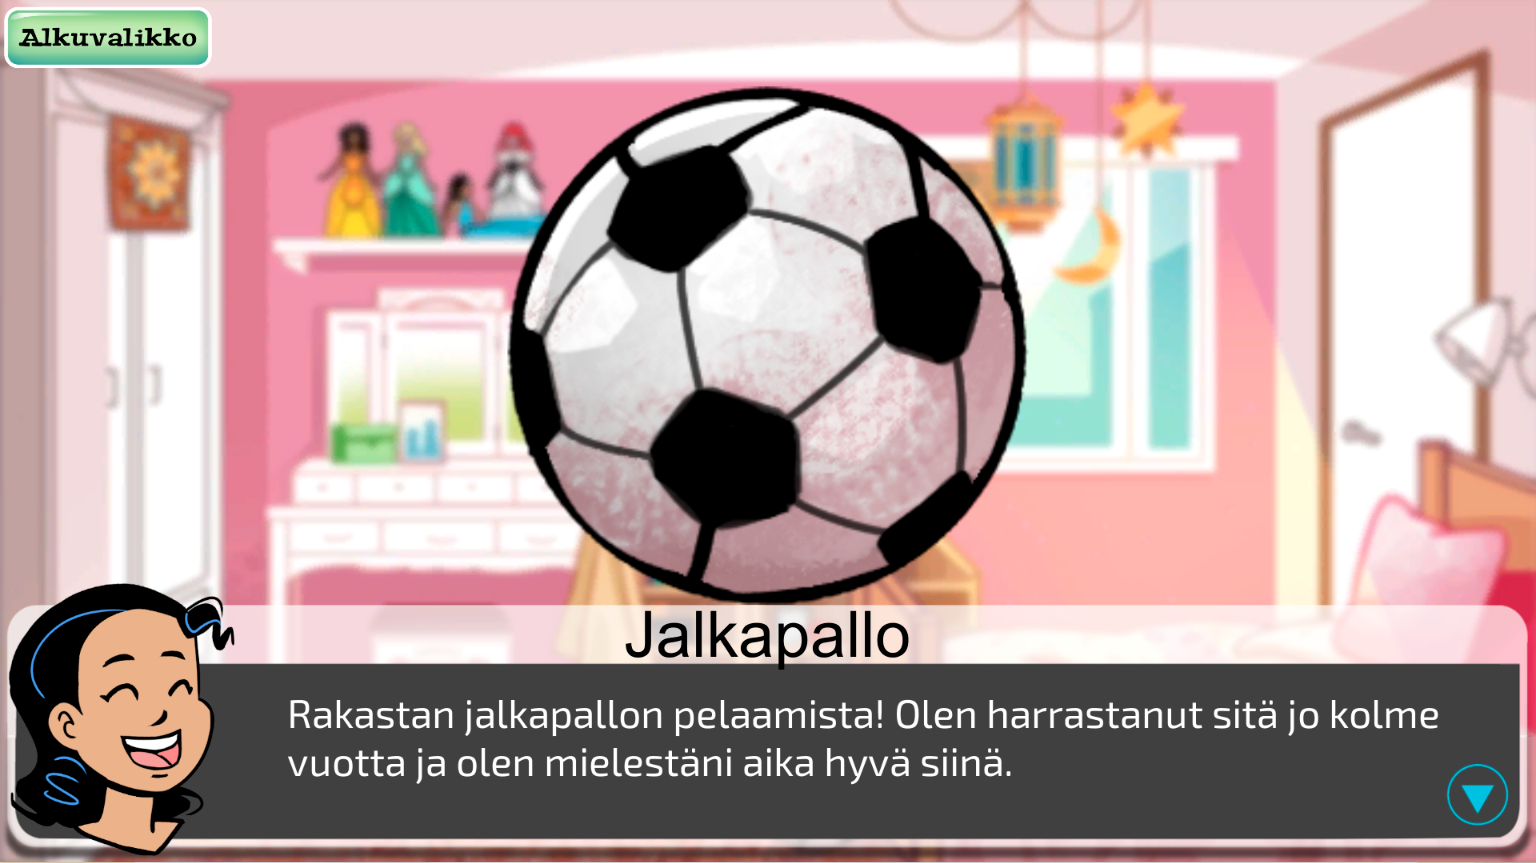 Alkuvalikko
Jalkapallo
Rakastan jalkapallon pelaamista! Olen harrastanut sitä jo kolme
vuotta ja olen mielestäni aika hyvä siinä.